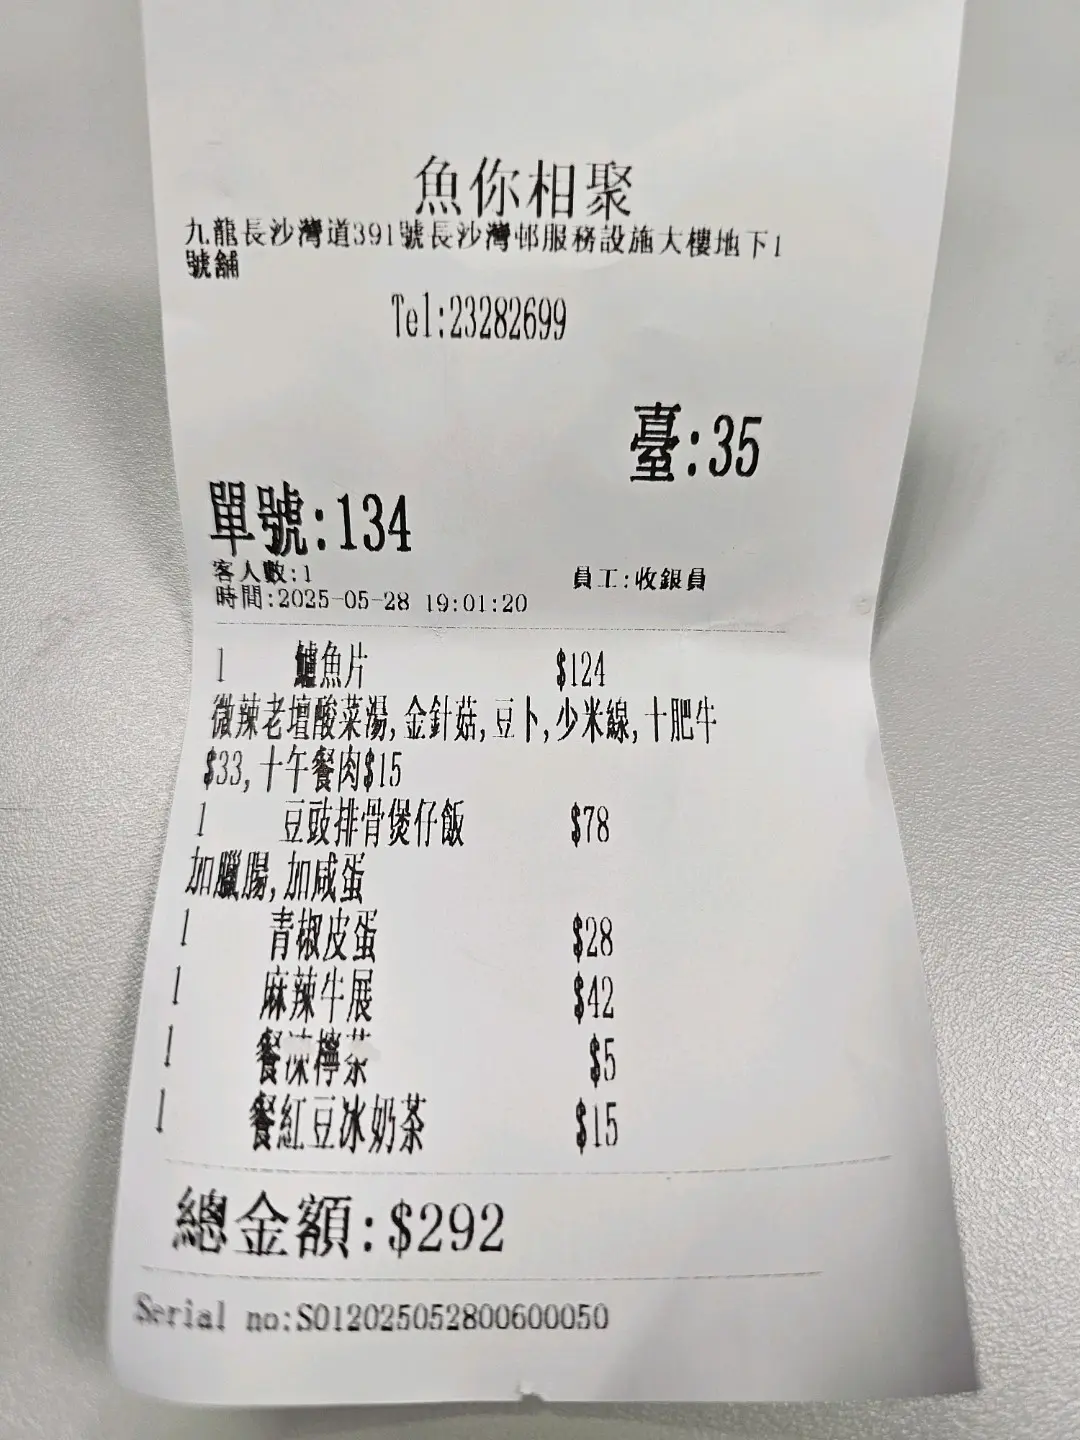 魚你相聚
九龍長沙灣道391號長沙灣邨服務設施大樓地下1
號舖
Tel:23282699
臺:35
單號:134
客人數:1 員工:收銀員
時間:2025-05-28 19:01:20
1 鱸魚片 $124
微辣老壇酸菜湯,金針菇,豆卜,少米線,十肥牛
$33,十午餐肉$15
1 豆豉排骨煲仔飯 $78
加臘腸,加咸蛋
1 青椒皮蛋 $28
1 麻辣牛展 $42
1 餐凍檸茶 $5
1 餐紅豆冰奶茶 $15
總金額:$292
Serial no:S012025052800600050